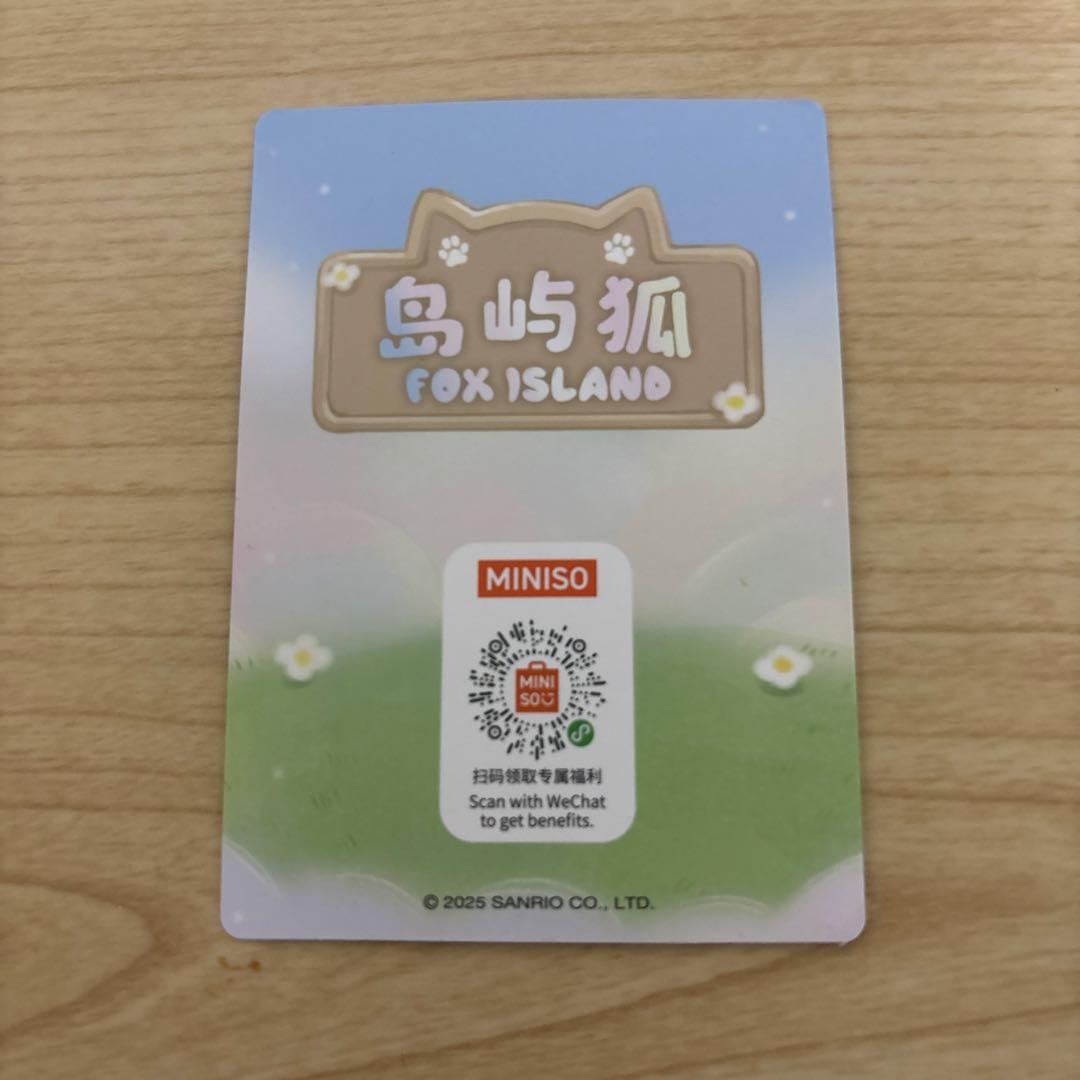 岛屿狐
FOX ISLAND
MINISO
MINI
SO
扫码领取专属福利
Scan with WeChat
to get benefits.
© 2025 SANRIO CO., LTD.